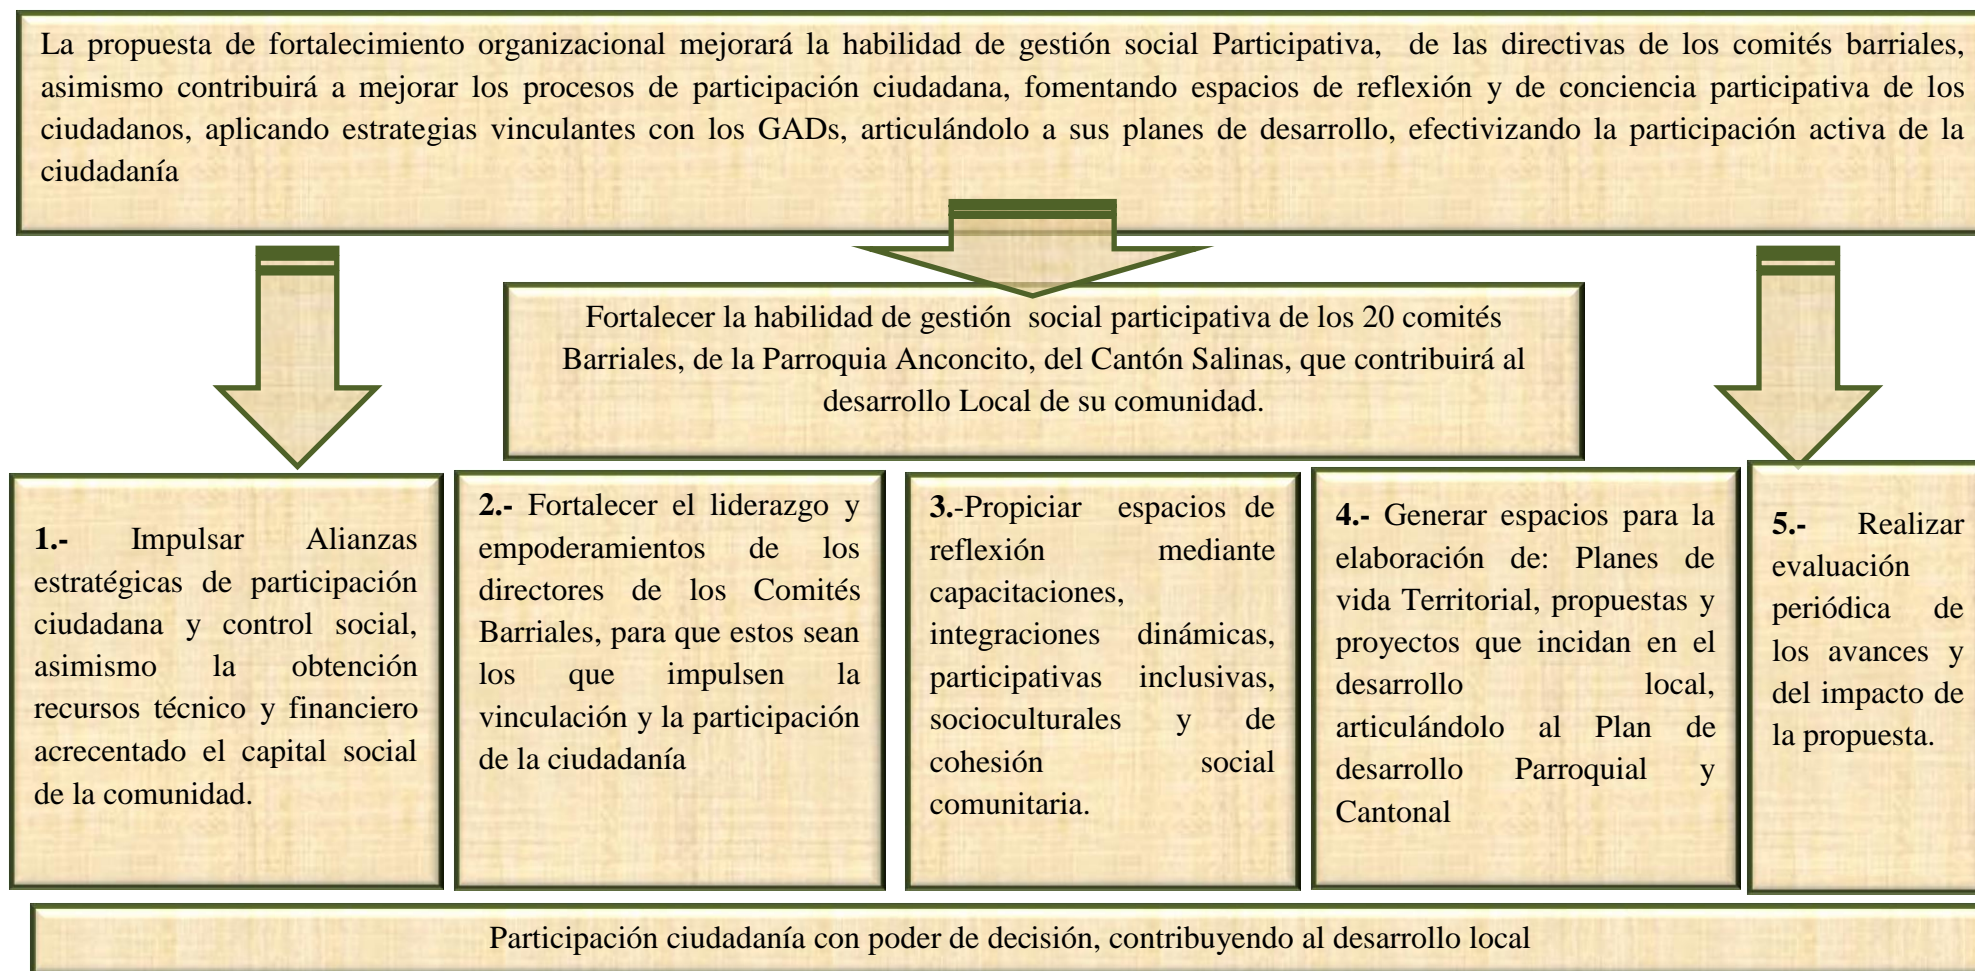 La propuesta de fortalecimiento organizacional mejorará la habilidad de gestión social Participativa, de las directivas de los comités barriales,
asimismo contribuirá a mejorar los procesos de participación ciudadana, fomentando espacios de reflexión y de conciencia participativa de los
ciudadanos, aplicando estrategias vinculantes con los GADs, articulándolo a sus planes de desarrollo, efectivizando la participación activa de la
ciudadanía
Fortalecer la habilidad de gestión social participativa de los 20 comités
Barriales, de la Parroquia Anconcito, del Cantón Salinas, que contribuirá al
desarrollo Local de su comunidad.
1.- Impulsar Alianzas
estratégicas de participación
ciudadana y control social,
asimismo la obtención
recursos técnico y financiero
acrecentado el capital social
de la comunidad.
2.- Fortalecer el liderazgo y
empoderamientos de los
directores de los Comités
Barriales, para que estos sean
los que impulsen la
vinculación y la participación
de la ciudadanía
3.-Propiciar espacios de
reflexión mediante
capacitaciones,
integraciones dinámicas,
participativas inclusivas,
socioculturales y de
cohesión social
comunitaria.
4.- Generar espacios para la
elaboración de: Planes de
vida Territorial, propuestas y
proyectos que incidan en el
desarrollo local,
articulándolo al Plan de
desarrollo Parroquial y
Cantonal
5.- Realizar
evaluación
periódica de
los avances y
del impacto de
la propuesta.
Participación ciudadanía con poder de decisión, contribuyendo al desarrollo local